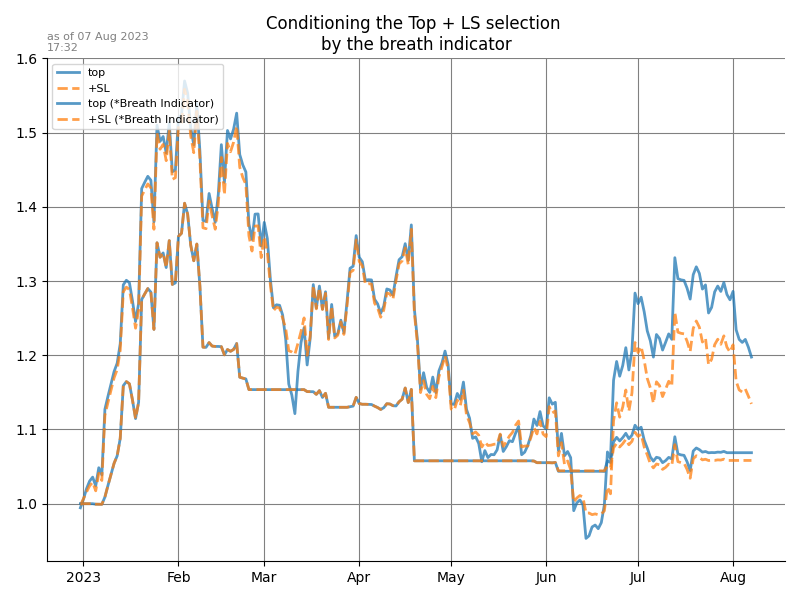 Conditioning the Top + LS selection
by the breath indicator
as of 07 Aug 2023
17:32
top
+SL
top (*Breath Indicator)
+SL (*Breath Indicator)
1.6
1.5
1.4
1.3
1.2
1.1
1.0
2023 Feb Mar Apr May Jun Jul Aug